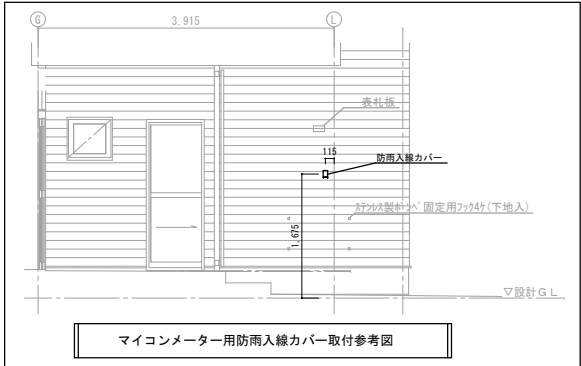 G
3,915
L
表札板
115
防雨入線カバー
ステンレス製ボンベ固定用フック4ケ(下地入)
1,675
▽設計GL
マイコンメーター用防雨入線カバー取付参考図